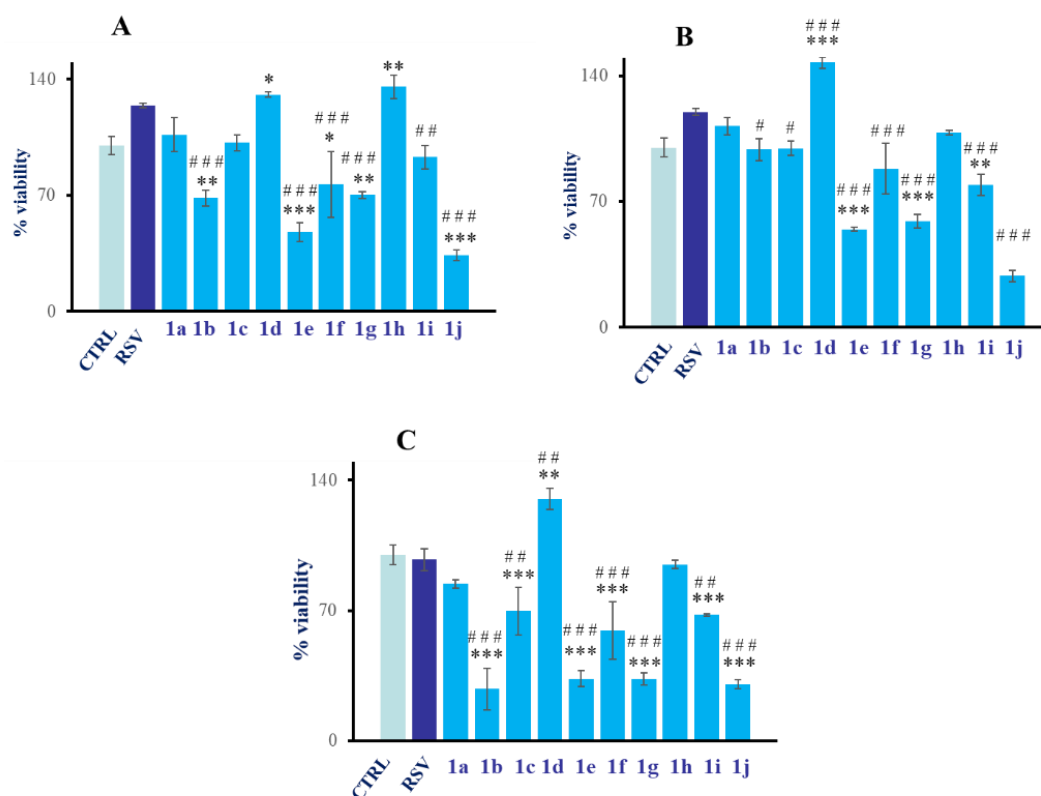 A
% viability
140
70
0
# # #
**
*
# # #
***
# # #
*
# # #
**
**
# #
# # #
***
CTRL
RSV
1a 1b 1c 1d 1e 1f 1g 1h 1i 1j
B
% viability
140
70
0
#
#
# # #
***
# # #
***
# # #
# # #
***
# # #
**
# # #
CTRL
RSV
1a 1b 1c 1d 1e 1f 1g 1h 1i 1j
C
% viability
140
70
0
# # #
***
# #
***
# #
**
# # #
***
# # #
***
# # #
***
# #
***
# # #
***
CTRL
RSV
1a 1b 1c 1d 1e 1f 1g 1h 1i 1j